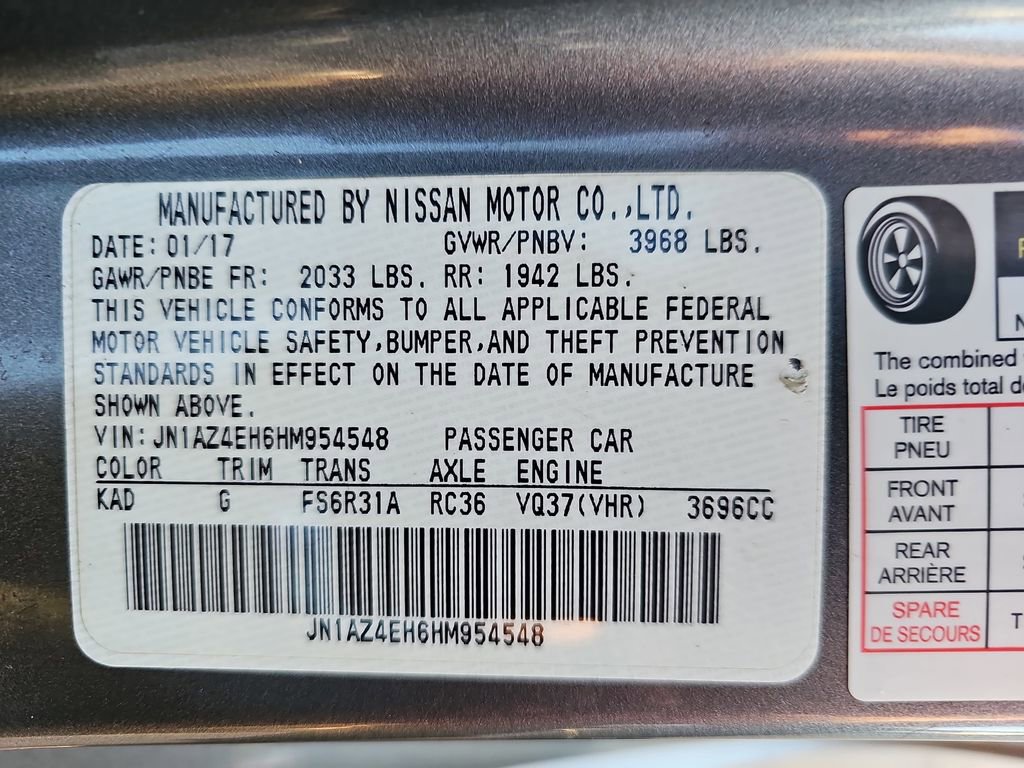 MANUFACTURED BY NISSAN MOTOR CO.,LTD.
DATE: 01/17 GVWR/PNBV: 3968 LBS.
GAWR/PNBE FR: 2033 LBS. RR: 1942 LBS.
THIS VEHICLE CONFORMS TO ALL APPLICABLE FEDERAL
MOTOR VEHICLE SAFETY,BUMPER,AND THEFT PREVENTION
STANDARDS IN EFFECT ON THE DATE OF MANUFACTURE
SHOWN ABOVE.
VIN: JN1AZ4EH6HM954548 PASSENGER CAR
COLOR TRIM TRANS AXLE ENGINE
KAD G FS6R31A RC36 VQ37(VHR) 3696CC
JN1AZ4EH6HM954548
The combined
Le poids total
TIRE
PNEU
FRONT
AVANT
REAR
ARRIÈRE
SPARE
DE SECOURS